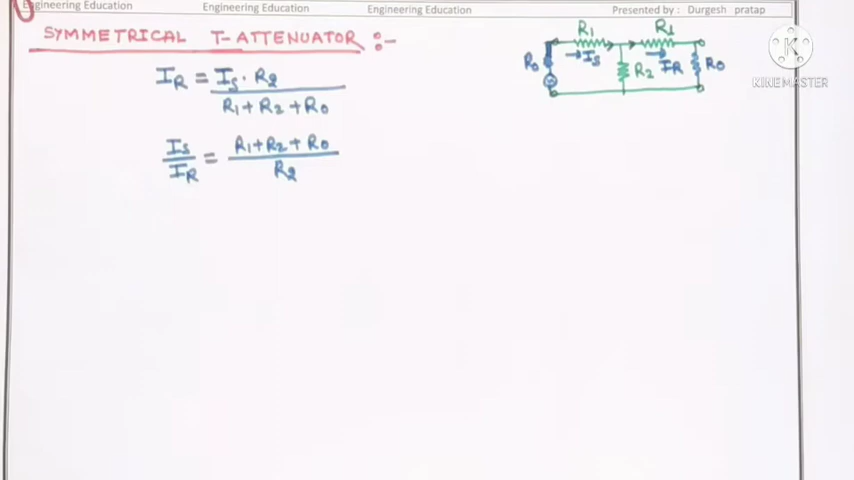 Engineering Education Engineering Education Engineering Education Presented by : Durgesh pratap
SYMMETRICAL T-ATTENUATOR :-
IR = Is . R2
R1 + R2 + R0
Is
IR
=
R1+R2+R0
R2
R1
R1
R0
Is
R2
IR
R0
K
KINEMASTER